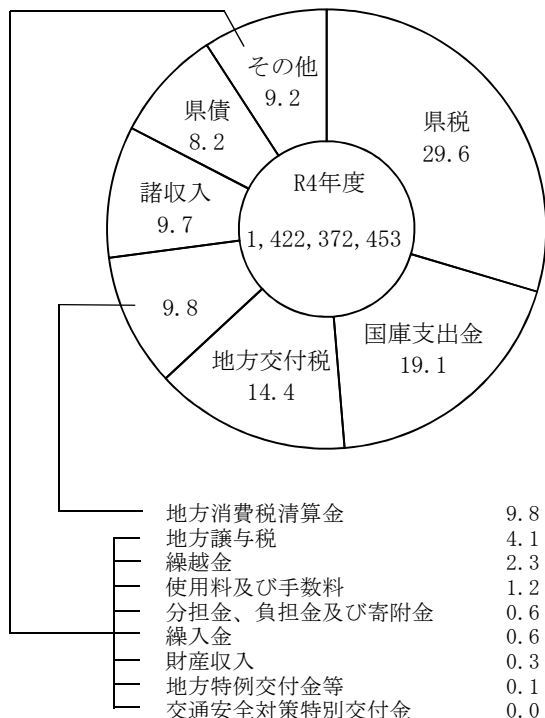 その他
9.2
県債
8.2
諸収入
9.7
9.8
地方交付税
14.4
国庫支出金
19.1
県税
29.6
R4年度
1,422,372,453
地方消費税清算金 9.8
地方譲与税 4.1
繰越金 2.3
使用料及び手数料 1.2
分担金、負担金及び寄附金 0.6
繰入金 0.6
財産収入 0.3
地方特例交付金等 0.1
交通安全対策特別交付金 0.0